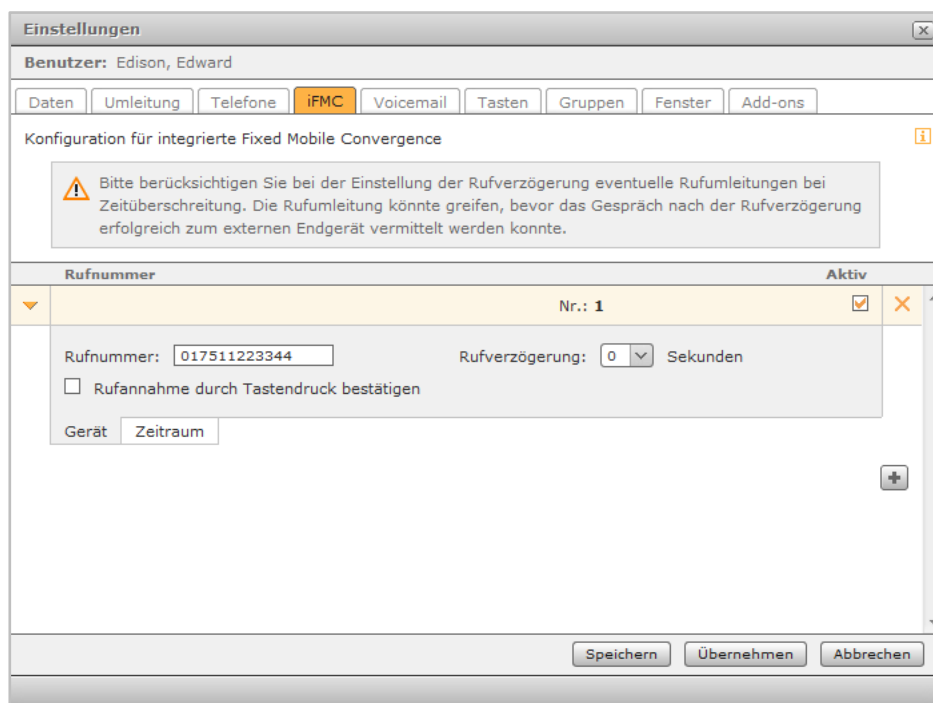 Einstellungen
Benutzer: Edison, Edward
Daten Umleitung Telefone iFMC Voicemail Tasten Gruppen Fenster Add-ons
Konfiguration für integrierte Fixed Mobile Convergence
Bitte berücksichtigen Sie bei der Einstellung der Rufverzögerung eventuelle Rufumleitungen bei
Zeitüberschreitung. Die Rufumleitung könnte greifen, bevor das Gespräch nach der Rufverzögerung
erfolgreich zum externen Endgerät vermittelt werden konnte.
Rufnummer Aktiv
Nr.: 1
Rufnummer: 017511223344 Rufverzögerung: 0 Sekunden
Rufannahme durch Tastendruck bestätigen
Gerät Zeitraum
Speichern Übernehmen Abbrechen